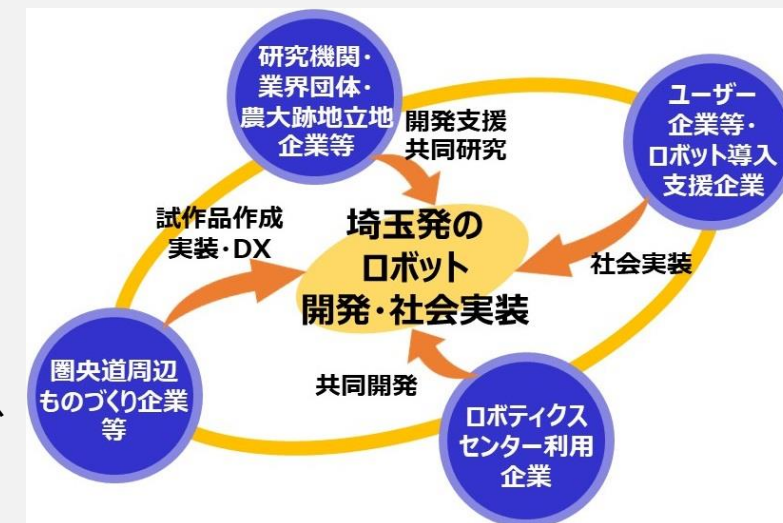 研究機関・
業界団体・
農大跡地立地
企業等
開発支援
共同研究
ユーザー
企業等・
ロボット導入
支援企業
試作品作成
実装・DX
埼玉発の
ロボット
開発・社会実装
社会実装
圏央道周辺
ものづくり企業
等
共同開発
ロボティクス
センター利用
企業
、